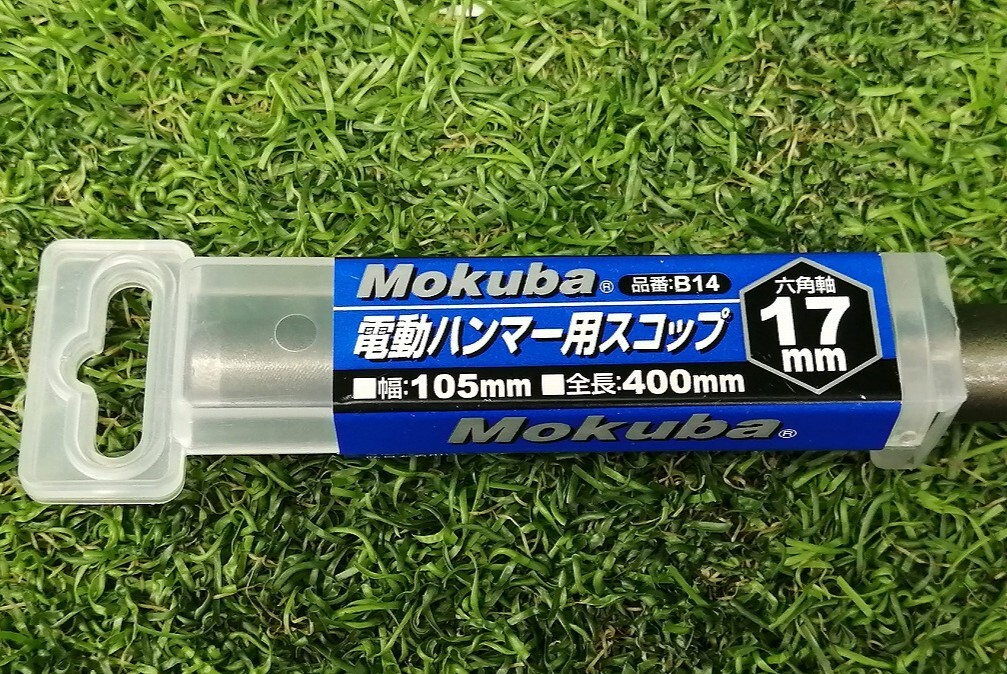 Mokuba® 品番:B14
電動ハンマー用スコップ
■幅:105mm ■全長:400mm
六角軸
17
mm
Mokuba®